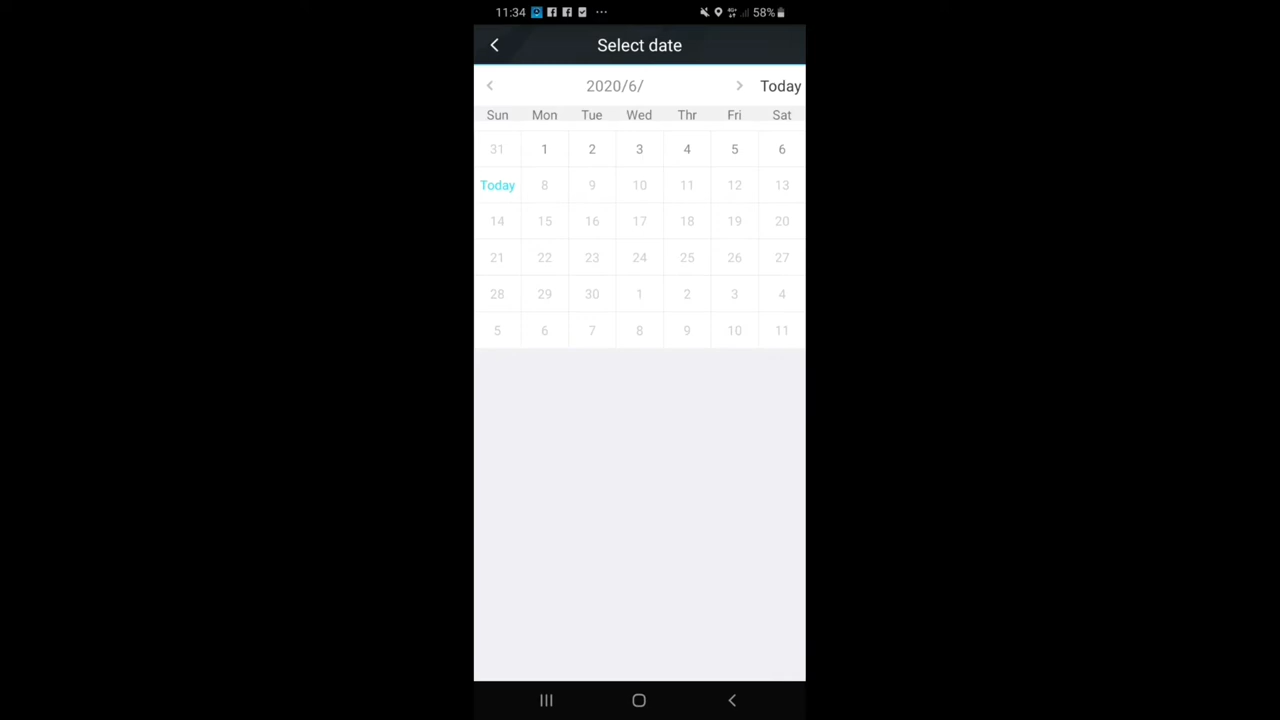 11:34 58%
Select date
2020/6/ Today
Sun Mon Tue Wed Thr Fri Sat
31 1 2 3 4 5 6
Today 8 9 10 11 12 13
14 15 16 17 18 19 20
21 22 23 24 25 26 27
28 29 30 1 2 3 4
5 6 7 8 9 10 11